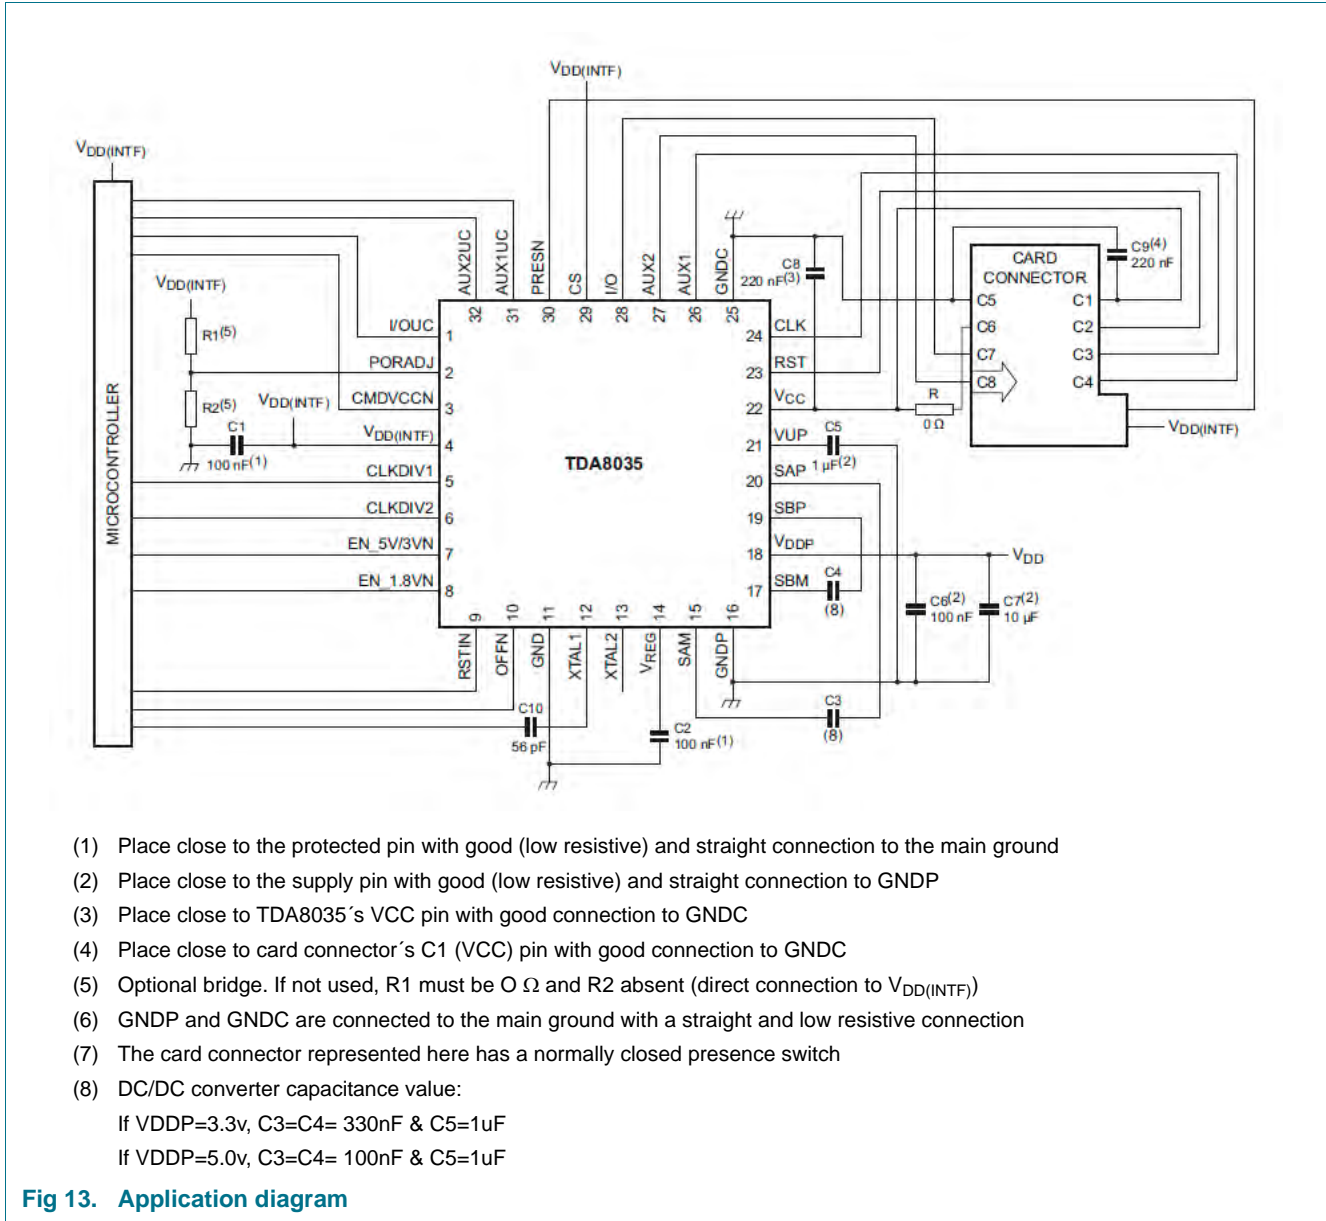 VDD(INTF)
VDD(INTF)
MICROCONTROLLER
VDD(INTF)
R1(5)
R2(5)
VDD(INTF)
C1
100 nF(1)
AUX2UC
AUX1UC
PRESN
CS
I/O
AUX2
AUX1
GNDC
32
31
30
29
28
27
26
25
C8
220 nF(3)
I/OUC
1
PORADJ
2
CMDVCCN
3
VDD(INTF)
4
CLKDIV1
5
CLKDIV2
6
EN_5V/3VN
7
EN_1.8VN
8
TDA8035
24 CLK
23 RST
22 VCC
21 VUP
20 SAP
19 SBP
18 VDDP
17 SBM
C5
1 µF(2)
C4
(8)
R
0 Ω
CARD
CONNECTOR
C5
C6
C7
C8
C1
C2
C3
C4
C9(4)
220 nF
VDD(INTF)
VDD
C6(2)
100 nF
C7(2)
10 µF
9
10
11
12
13
14
15
16
RSTIN
OFFN
GND
XTAL1
XTAL2
VREG
SAM
GNDP
C10
56 pF
C2
100 nF(1)
C3
(8)
(1) Place close to the protected pin with good (low resistive) and straight connection to the main ground
(2) Place close to the supply pin with good (low resistive) and straight connection to GNDP
(3) Place close to TDA8035´s VCC pin with good connection to GNDC
(4) Place close to card connector´s C1 (VCC) pin with good connection to GNDC
(5) Optional bridge. If not used, R1 must be O Ω and R2 absent (direct connection to VDD(INTF))
(6) GNDP and GNDC are connected to the main ground with a straight and low resistive connection
(7) The card connector represented here has a normally closed presence switch
(8) DC/DC converter capacitance value:
If VDDP=3.3v, C3=C4= 330nF & C5=1uF
If VDDP=5.0v, C3=C4= 100nF & C5=1uF
Fig 13. Application diagram